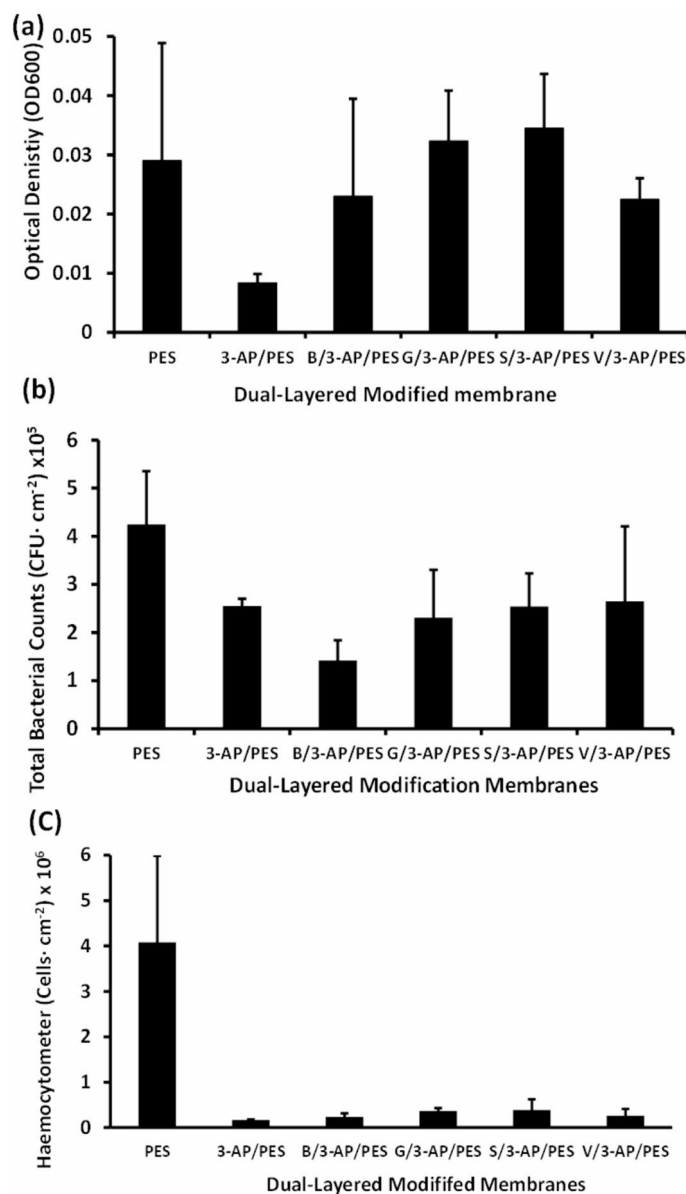 (a)
Optical Denistiy (OD600)
0.05
0.04
0.03
0.02
0.01
0
PES 3-AP/PES B/3-AP/PES G/3-AP/PES S/3-AP/PES V/3-AP/PES
Dual-Layered Modified membrane
(b)
Total Bacterial Counts (CFU· cm⁻²) x10⁵
6
5
4
3
2
1
0
PES 3-AP/PES B/3-AP/PES G/3-AP/PES S/3-AP/PES V/3-AP/PES
Dual-Layered Modification Membranes
(C)
Haemocytometer (Cells· cm⁻²) x 10⁶
6
5
4
3
2
1
0
PES 3-AP/PES B/3-AP/PES G/3-AP/PES S/3-AP/PES V/3-AP/PES
Dual-Layered Modififed Membranes